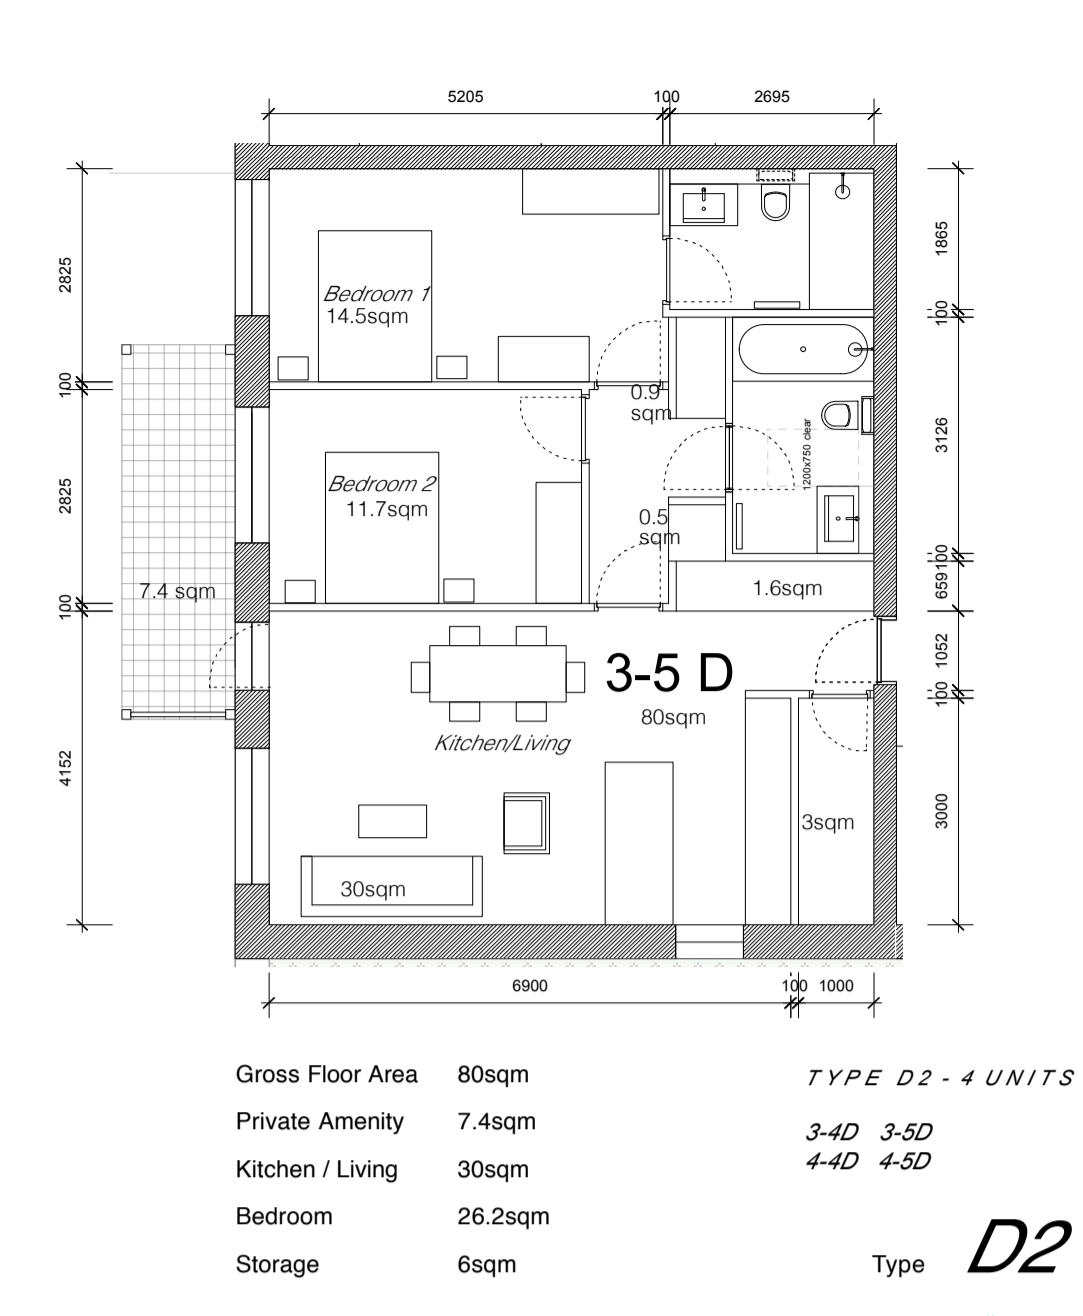 5205 100 2695
2825
100
2825
100
4152
1865
100
3126
100
659
1052
100
3000
Bedroom 1
14.5sqm
0.9
sqm
1200x750 clear
Bedroom 2
11.7sqm
0.5
sqm
7.4 sqm
1.6sqm
3-5 D
80sqm
Kitchen/Living
3sqm
30sqm
6900 100 1000
Gross Floor Area 80sqm
Private Amenity 7.4sqm
Kitchen / Living 30sqm
Bedroom 26.2sqm
Storage 6sqm
TYPE D2 - 4 UNITS
3-4D 3-5D
4-4D 4-5D
Type D2